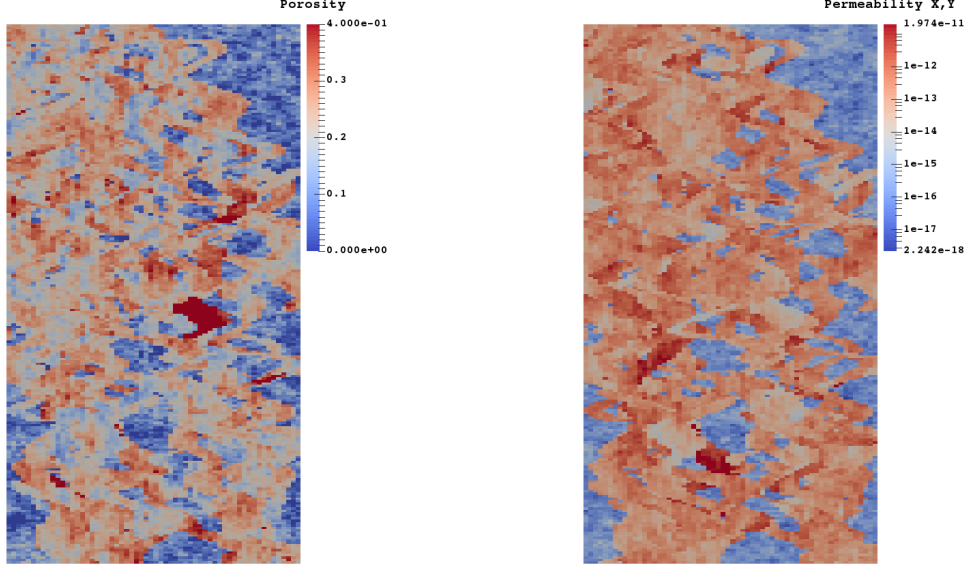 Porosity
4.000e-01
0.3
0.2
0.1
0.000e+00
Permeability X,Y
1.974e-11
1e-12
1e-13
1e-14
1e-15
1e-16
1e-17
2.242e-18